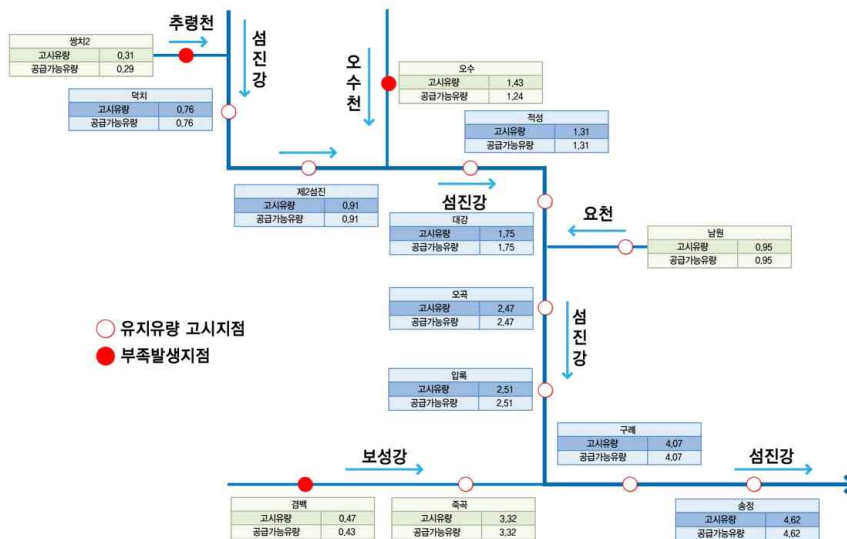 추령천
쌍치2
고시유량 0.31
공급가능유량 0.29
섬진강
오수천
오수
고시유량 1.43
공급가능유량 1.24
덕치
고시유량 0.76
공급가능유량 0.76
적성
고시유량 1.31
공급가능유량 1.31
제2섬진
고시유량 0.91
공급가능유량 0.91
섬진강
대강
고시유량 1.75
공급가능유량 1.75
요천
남원
고시유량 0.95
공급가능유량 0.95
오곡
고시유량 2.47
공급가능유량 2.47
섬진강
유지유량 고시지점
부족발생지점
압록
고시유량 2.51
공급가능유량 2.51
구례
고시유량 4.07
공급가능유량 4.07
보성강
섬진강
겸백
고시유량 0.47
공급가능유량 0.43
죽곡
고시유량 3.32
공급가능유량 3.32
송정
고시유량 4.62
공급가능유량 4.62